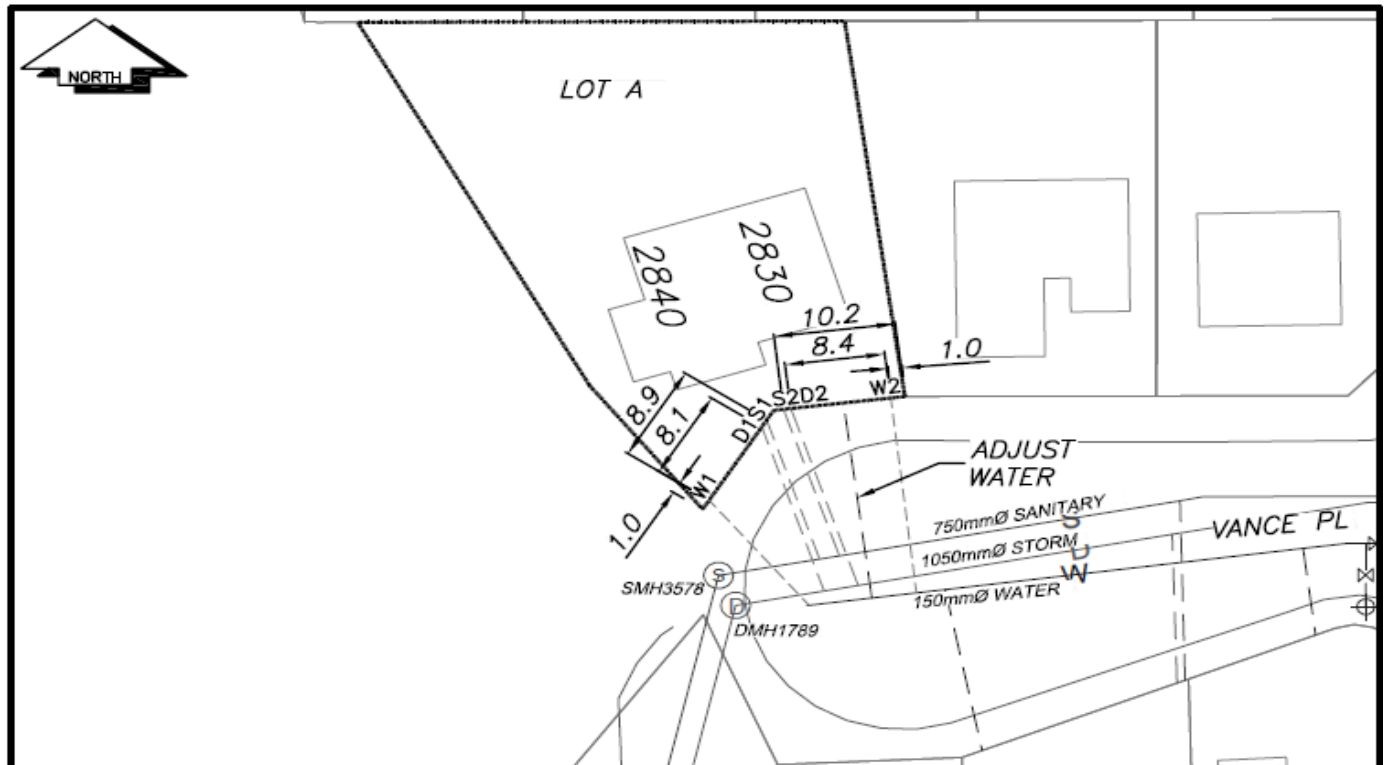 NORTH
LOT A
2840
2830
10.2
8.4
1.0
8.9
8.1
1.0
D1S1
S2D2
W2
W1
ADJUST
WATER
750mmØ SANITARY
S
1050mmØ STORM
D
VANCE PL
W
150mmØ WATER
S
SMH3578
D
DMH1789